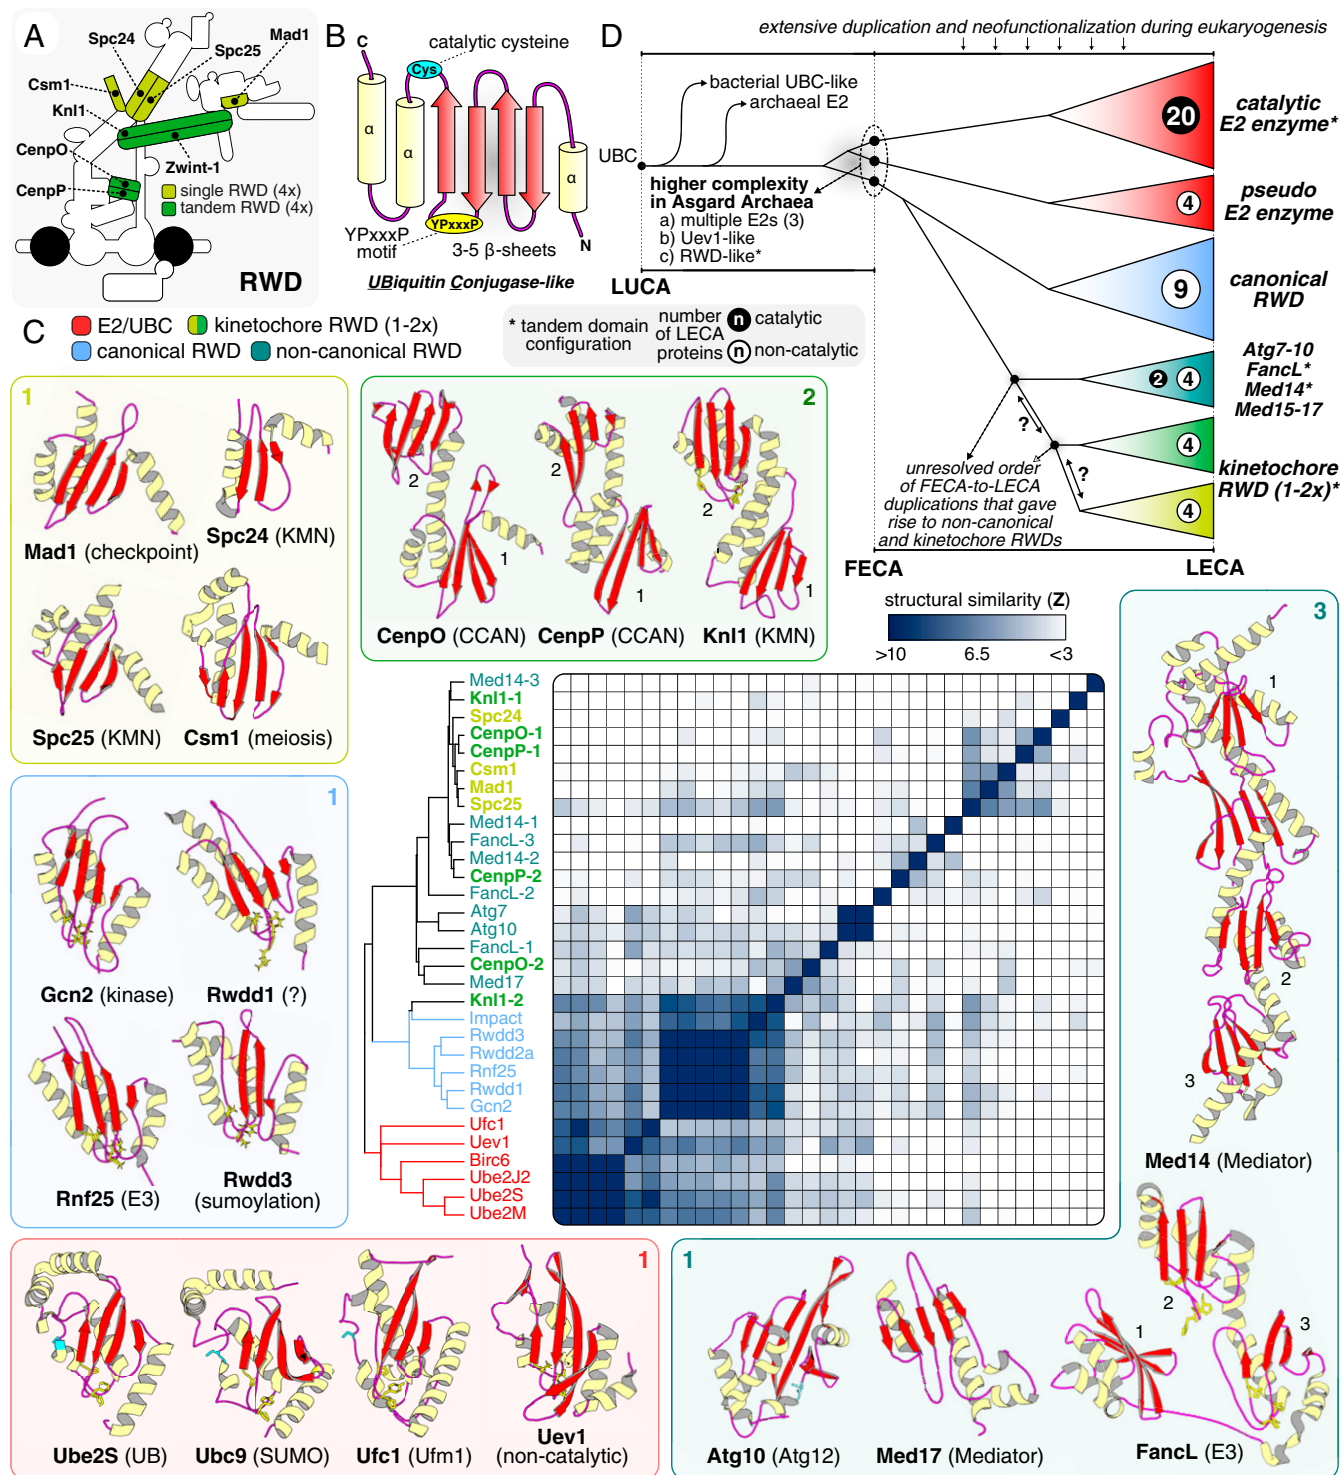 A
Spc24
Mad1
Spc25
Csm1
Knl1
CenpO
CenpP
Zwint-1
single RWD (4x)
tandem RWD (4x)
RWD
B
C
catalytic cysteine
Cys
α
α
α
YPxxxP
YPxxxP
motif
3-5 β-sheets
N
UBiquitin Conjugase-like
D
extensive duplication and neofunctionalization during eukaryogenesis
bacterial UBC-like
archaeal E2
UBC
higher complexity
in Asgard Archaea
a) multiple E2s (3)
b) Uev1-like
c) RWD-like*
LUCA
20
catalytic
E2 enzyme*
4
pseudo
E2 enzyme
9
canonical
RWD
2
4
Atg7-10
FancL*
Med14*
Med15-17
?
4
?
4
kinetochore
RWD (1-2x)*
unresolved order
of FECA-to-LECA
duplications that gave
rise to non-canonical
and kinetochore RWDs
FECA
LECA
* tandem domain
configuration
number
of LECA
proteins
n catalytic
n non-catalytic
C
E2/UBC
kinetochore RWD (1-2x)
canonical RWD
non-canonical RWD
1
Mad1 (checkpoint)
Spc24 (KMN)
Spc25 (KMN)
Csm1 (meiosis)
2
2
1
2
1
2
1
CenpO (CCAN)
CenpP (CCAN)
Knl1 (KMN)
structural similarity (Z)
>10
6.5
<3
Med14-3
Knl1-1
Spc24
CenpO-1
CenpP-1
Csm1
Mad1
Spc25
Med14-1
FancL-3
Med14-2
CenpP-2
FancL-2
Atg7
Atg10
FancL-1
CenpO-2
Med17
Knl1-2
Impact
Rwdd3
Rwdd2a
Rnf25
Rwdd1
Gcn2
Ufc1
Uev1
Birc6
Ube2J2
Ube2S
Ube2M
1
Gcn2 (kinase)
Rwdd1 (?)
Rnf25 (E3)
Rwdd3
(sumoylation)
3
1
2
3
Med14 (Mediator)
1
Ube2S (UB)
Ubc9 (SUMO)
Ufc1 (Ufm1)
Uev1
(non-catalytic)
1
Atg10 (Atg12)
Med17 (Mediator)
1
2
3
FancL (E3)